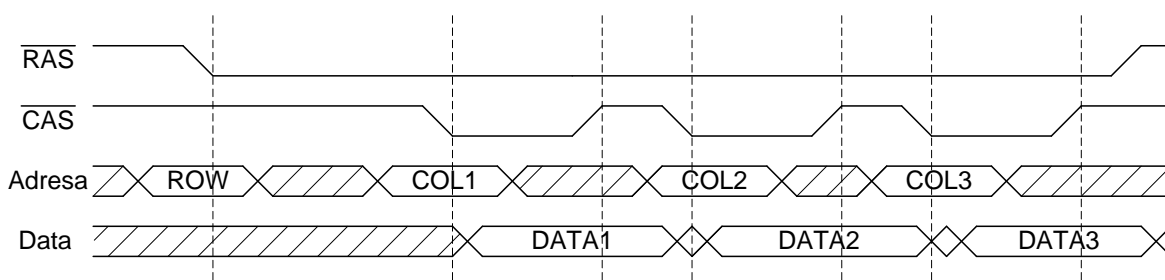 RAS
CAS
Adresa ROW COL1 COL2 COL3
Data DATA1 DATA2 DATA3